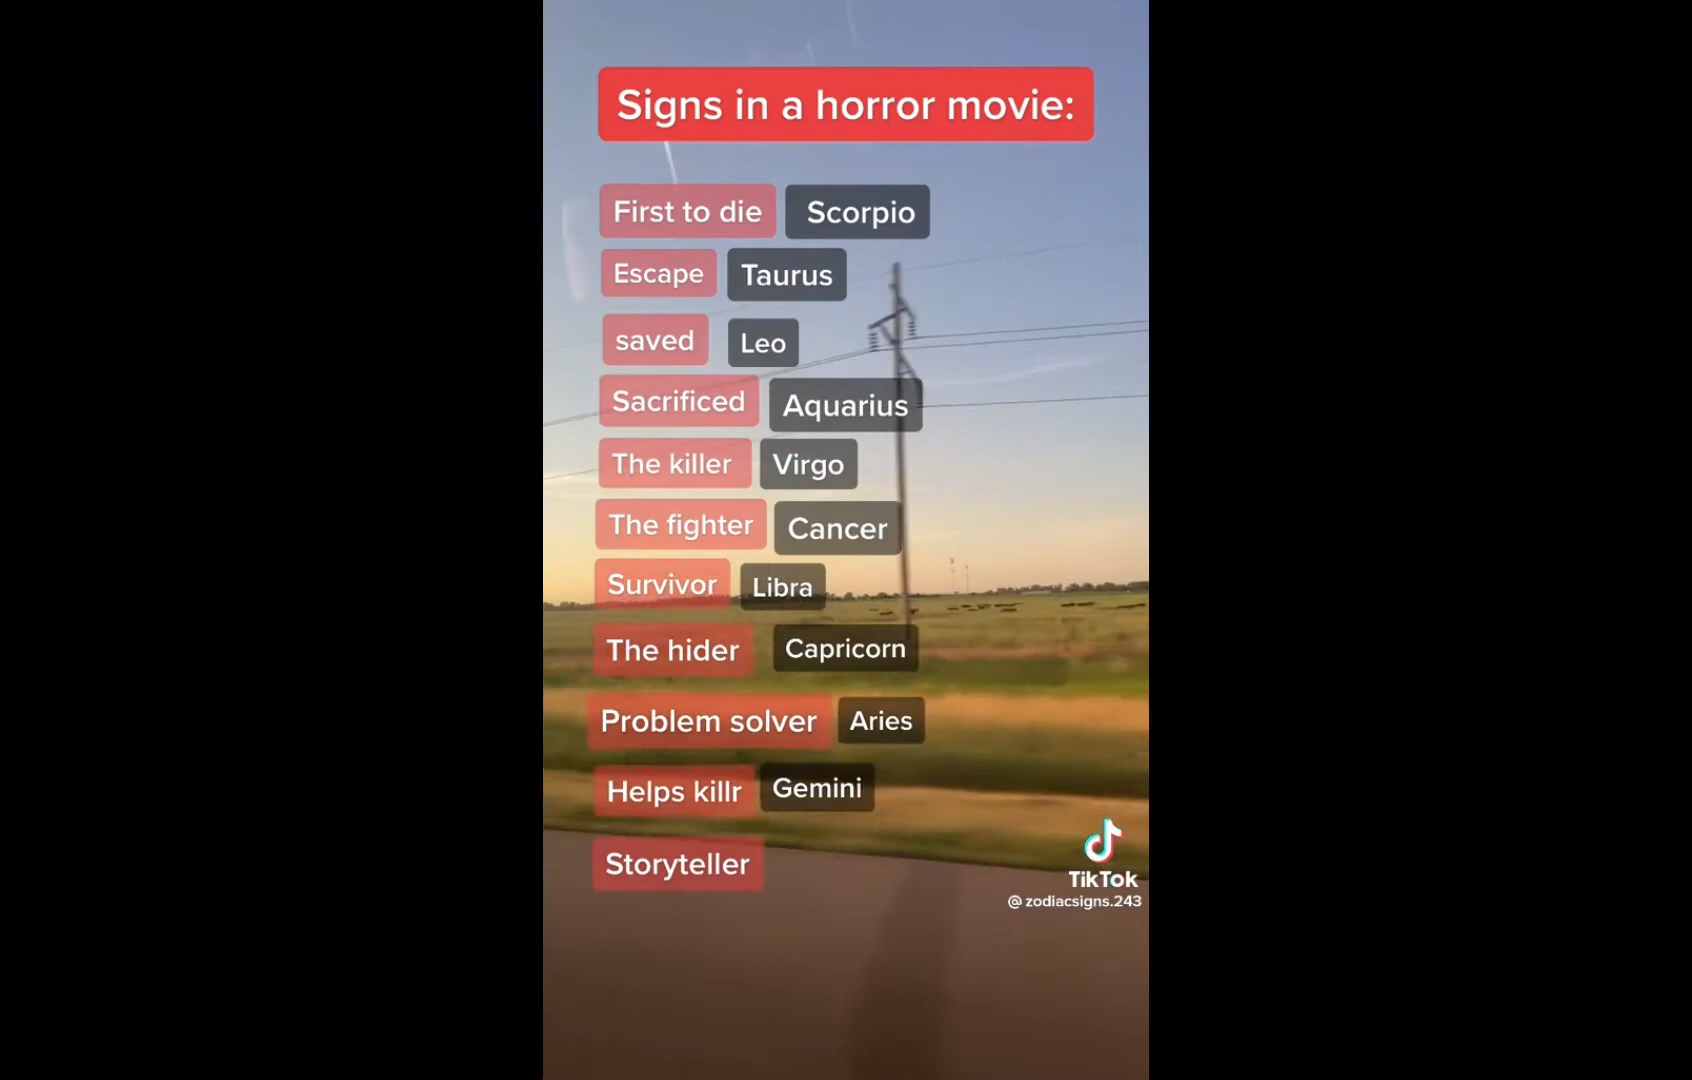 Signs in a horror movie:
First to die Scorpio
Escape Taurus
saved Leo
Sacrificed Aquarius
The killer Virgo
The fighter Cancer
Survivor Libra
The hider Capricorn
Problem solver Aries
Helps killr Gemini
Storyteller
TikTok
@zodiacsigns.243